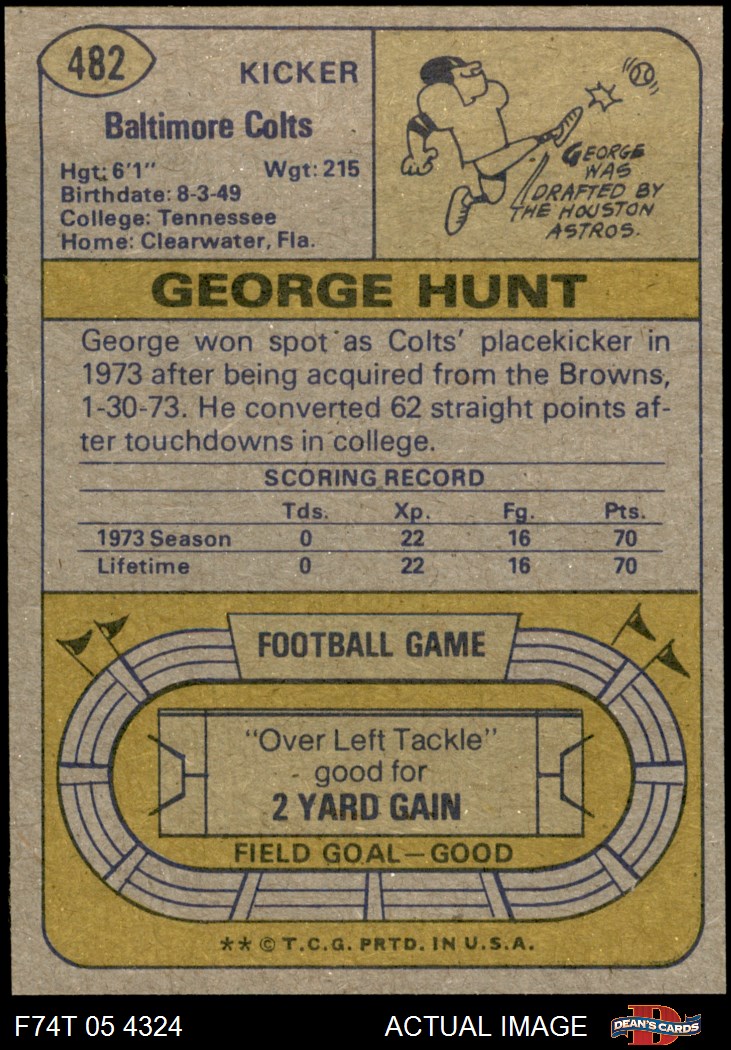 482
KICKER
Baltimore Colts
Hgt: 6'1" Wgt: 215
Birthdate: 8-3-49
College: Tennessee
Home: Clearwater, Fla.
GEORGE
WAS
DRAFTED BY
THE HOUSTON
ASTROS.
GEORGE HUNT
George won spot as Colts' placekicker in
1973 after being acquired from the Browns,
1-30-73. He converted 62 straight points af-
ter touchdowns in college.
SCORING RECORD
Tds. Xp. Fg. Pts.
1973 Season 0 22 16 70
Lifetime 0 22 16 70
FOOTBALL GAME
"Over Left Tackle"
good for
2 YARD GAIN
FIELD GOAL—GOOD
** © T.C.G. PRTD. IN U.S.A.
F74T 05 4324 ACTUAL IMAGE
D
DEAN'S CARDS